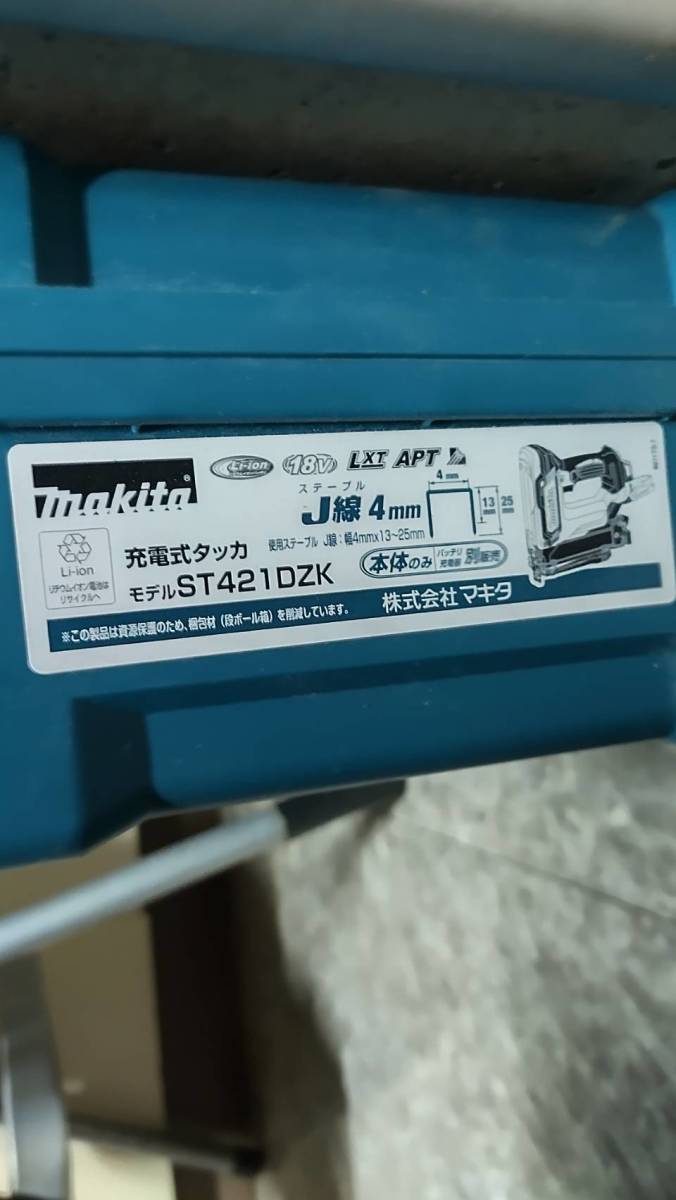 makita®
Li-ion 18V LXT APT
ステープル
J線 4mm
4 mm
13 mm 25 mm
使用ステープル J線:幅4mmx13~25mm
Li-ion
リチウムイオン電池は
リサイクルへ
充電式タッカ
モデルST421DZK
本体のみ バッテリ 充電器 別販売
※この製品は資源保護のため、梱包材(段ボール箱)を削減しています。
株式会社マキタ